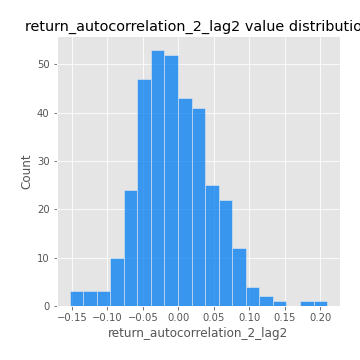 return_autocorrelation_2_lag2 value distributio
50
40
30
20
10
0
Count
−0.15 −0.10 −0.05 0.00 0.05 0.10 0.15 0.20
return_autocorrelation_2_lag2